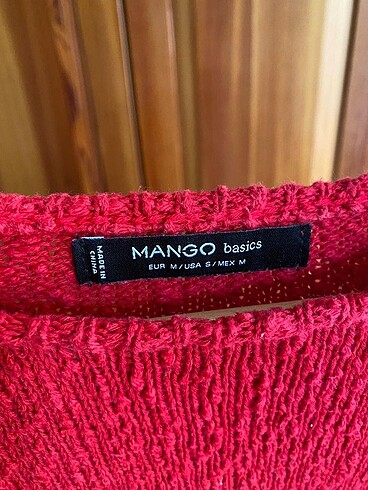 MANGO basics
EUR M / USA S / MEX M
MADE IN
CHINA